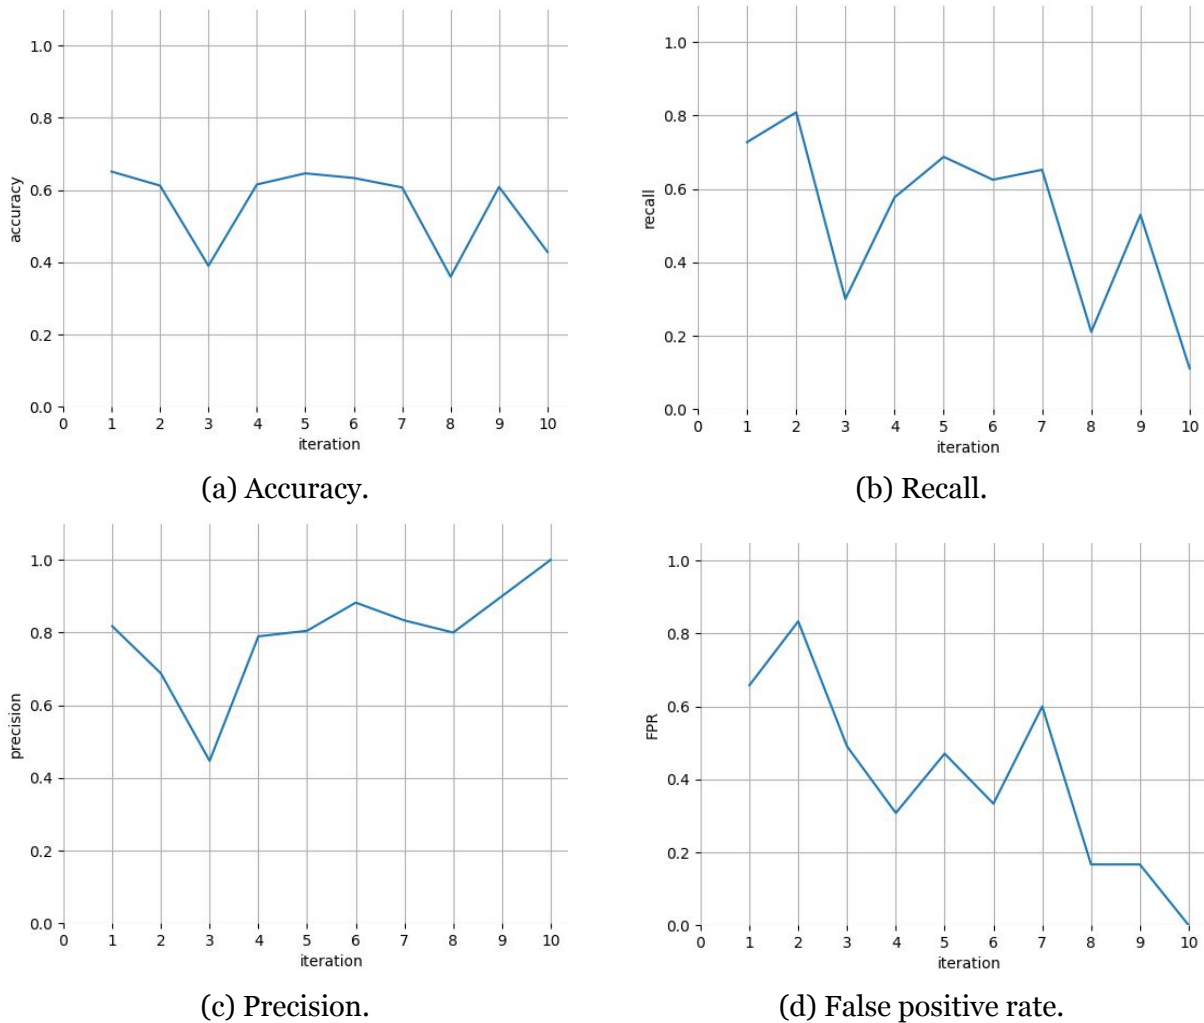 1.0
0.8
0.6
0.4
0.2
0.0
accuracy
0 1 2 3 4 5 6 7 8 9 10
iteration
(a) Accuracy.
1.0
0.8
0.6
0.4
0.2
0.0
recall
0 1 2 3 4 5 6 7 8 9 10
iteration
(b) Recall.
1.0
0.8
0.6
0.4
0.2
0.0
precision
0 1 2 3 4 5 6 7 8 9 10
iteration
(c) Precision.
1.0
0.8
0.6
0.4
0.2
0.0
FPR
0 1 2 3 4 5 6 7 8 9 10
iteration
(d) False positive rate.